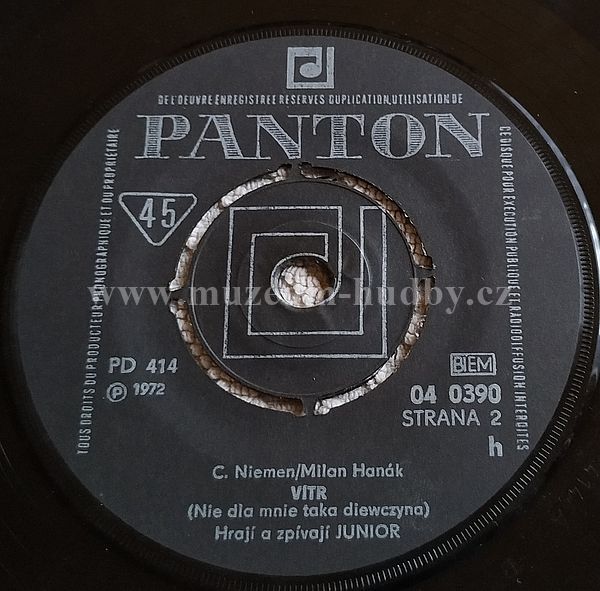 DE L'OEUVRE ENREGISTREE RESERVES DUPLICATION, UTILISATION DE
PANTON
TOUS DROITS DU PRODUCTEUR PHONOGRAPHIQUE ET DU PROPRIÉTAIRE
CE DISQUE POUR EXECUTION PUBLIQUE ET RADIODIFFUSION INTERDITES
45
www.muzeum-hudby.cz
PD 414
Ⓟ 1972
BIEM
04 0390
STRANA 2
h
C. Niemen/Milan Hanák
VÍTR
(Nie dla mnie taka diewczyna)
Hrají a zpívají JUNIOR